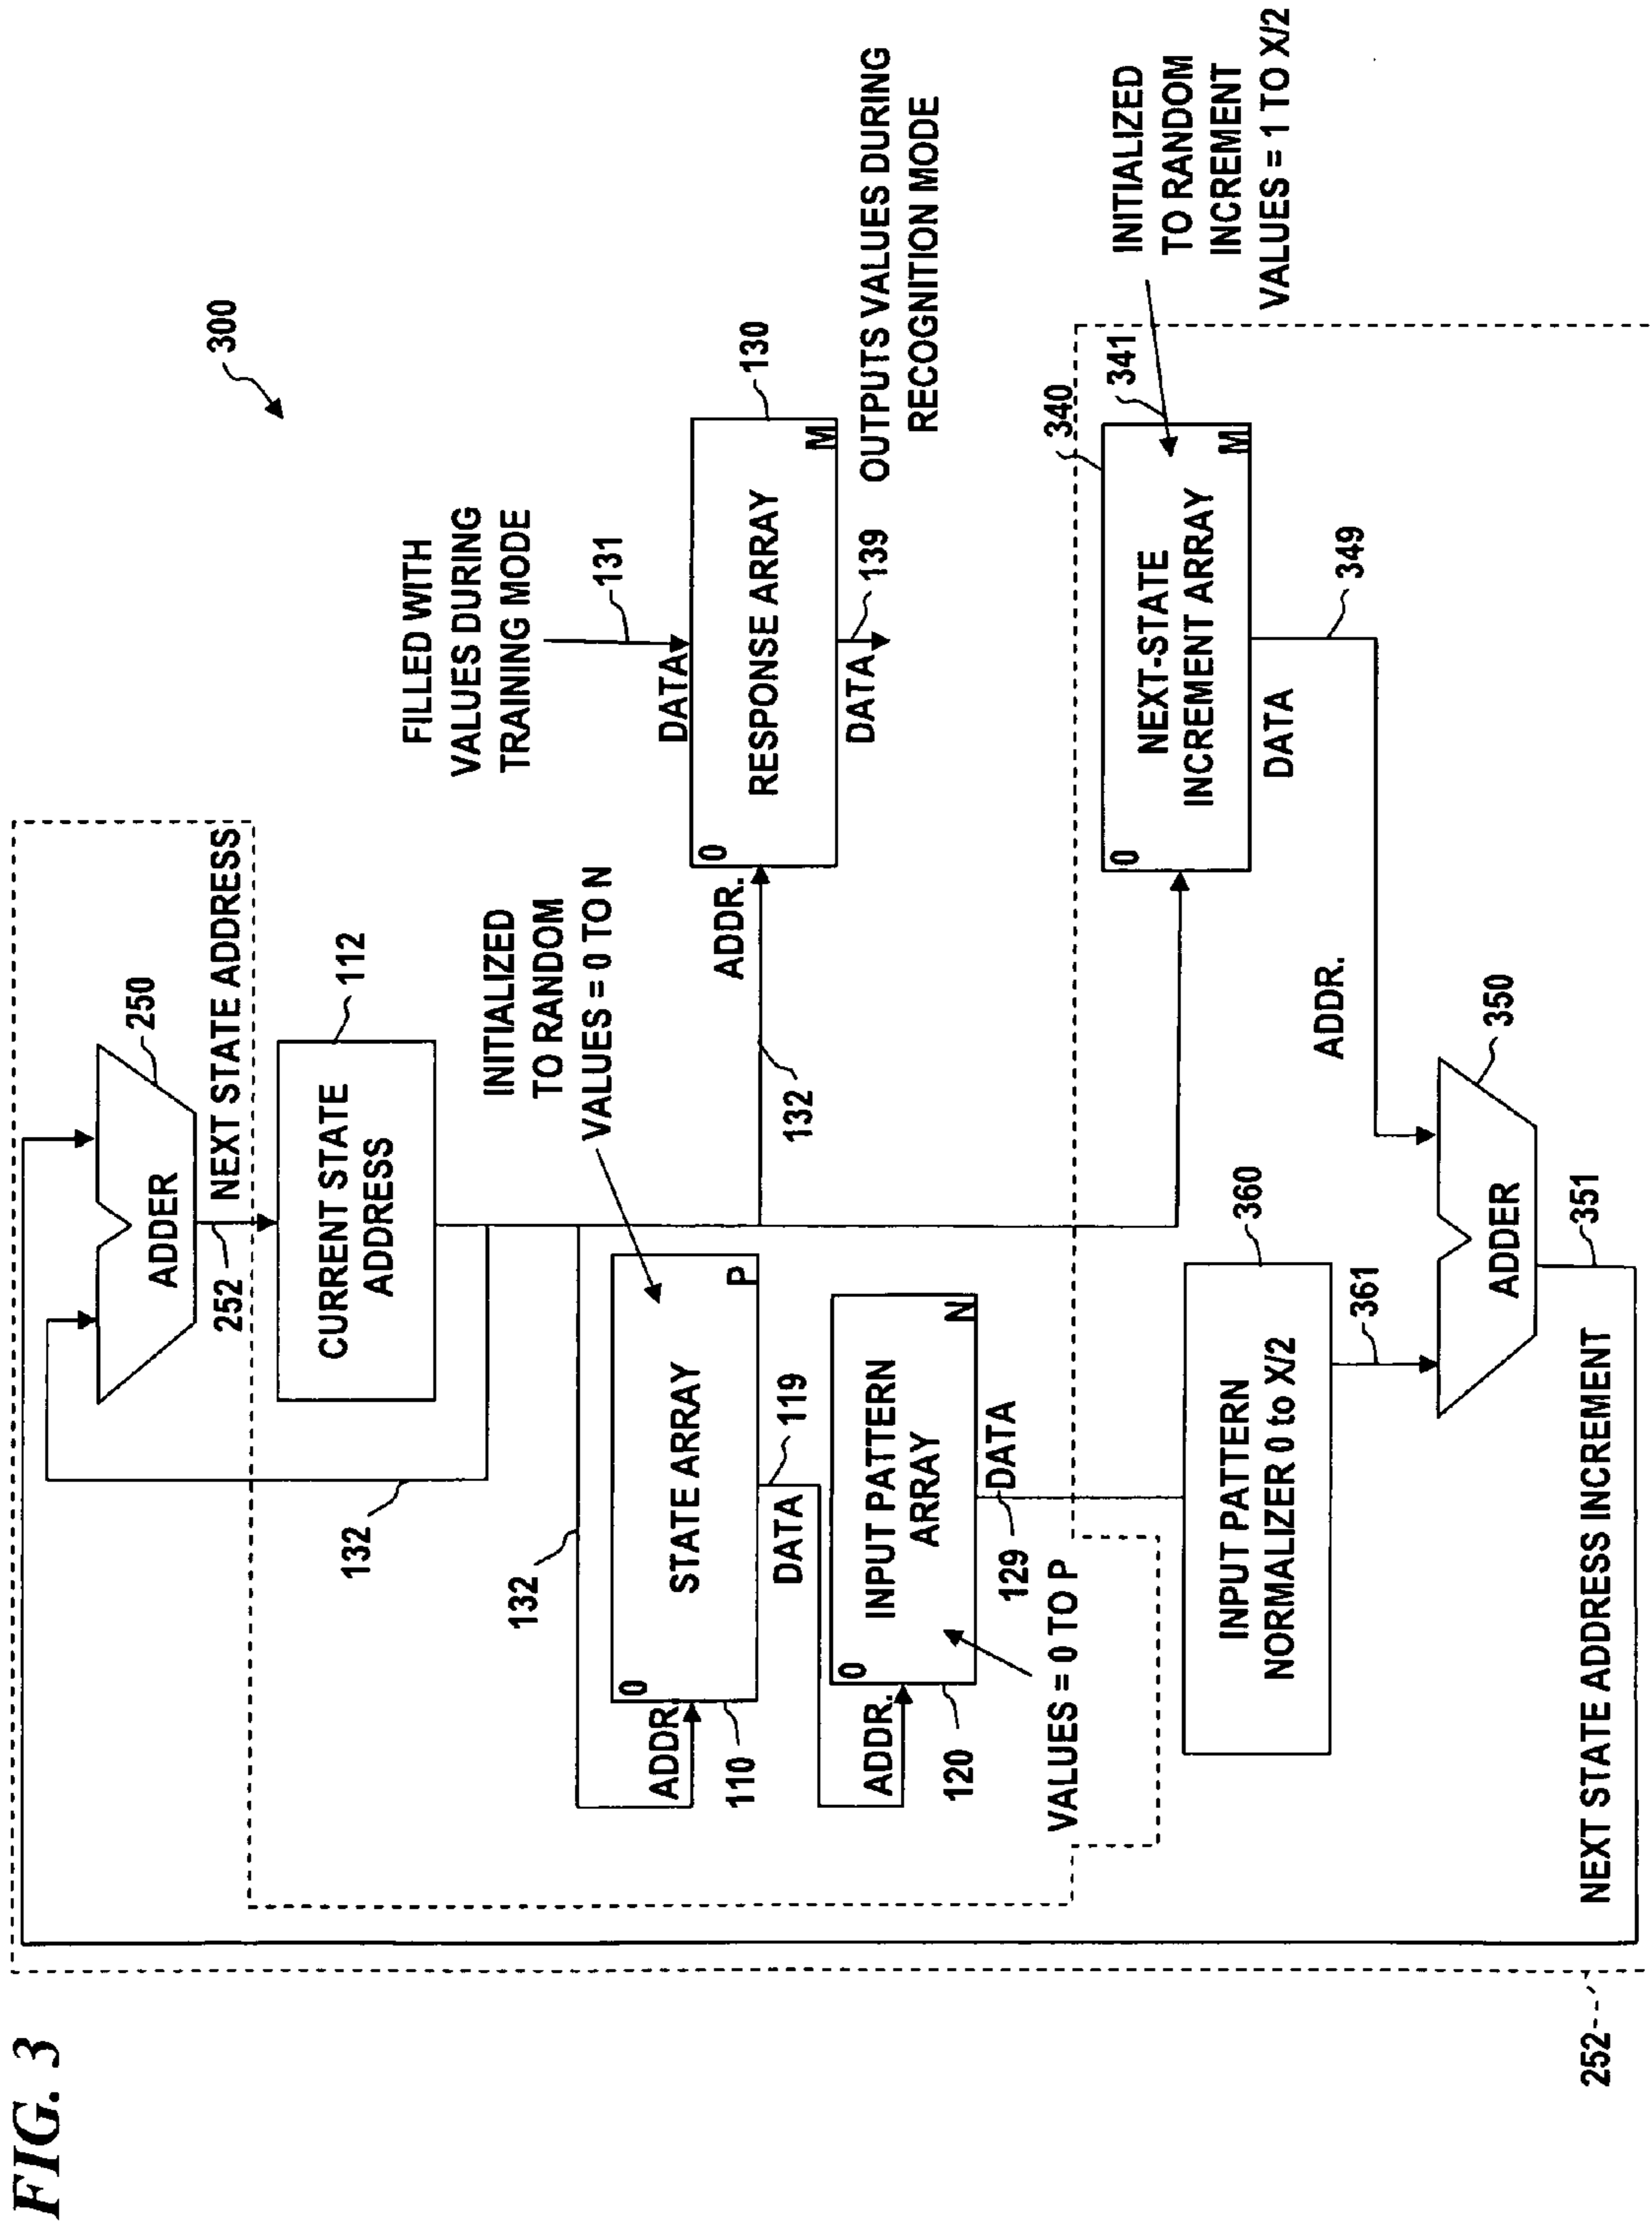 FIG. 3
300
ADDER
250
252
NEXT STATE ADDRESS
CURRENT STATE
ADDRESS
112
132
132
INITIALIZED
TO RANDOM
VALUES = 0 TO N
0
STATE ARRAY
P
ADDR.
110
DATA
119
0
INPUT PATTERN
ARRAY
N
ADDR.
120
DATA
129
VALUES = 0 TO P
FILLED WITH
VALUES DURING
TRAINING MODE
131
DATA
0
RESPONSE ARRAY
M
130
ADDR.
132
DATA
139
OUTPUTS VALUES DURING
RECOGNITION MODE
340
341
INITIALIZED
TO RANDOM
INCREMENT
VALUES = 1 TO X/2
0
NEXT-STATE
INCREMENT ARRAY
M
DATA
349
ADDR.
INPUT PATTERN
NORMALIZER 0 to X/2
360
361
ADDER
350
351
NEXT STATE ADDRESS INCREMENT
252